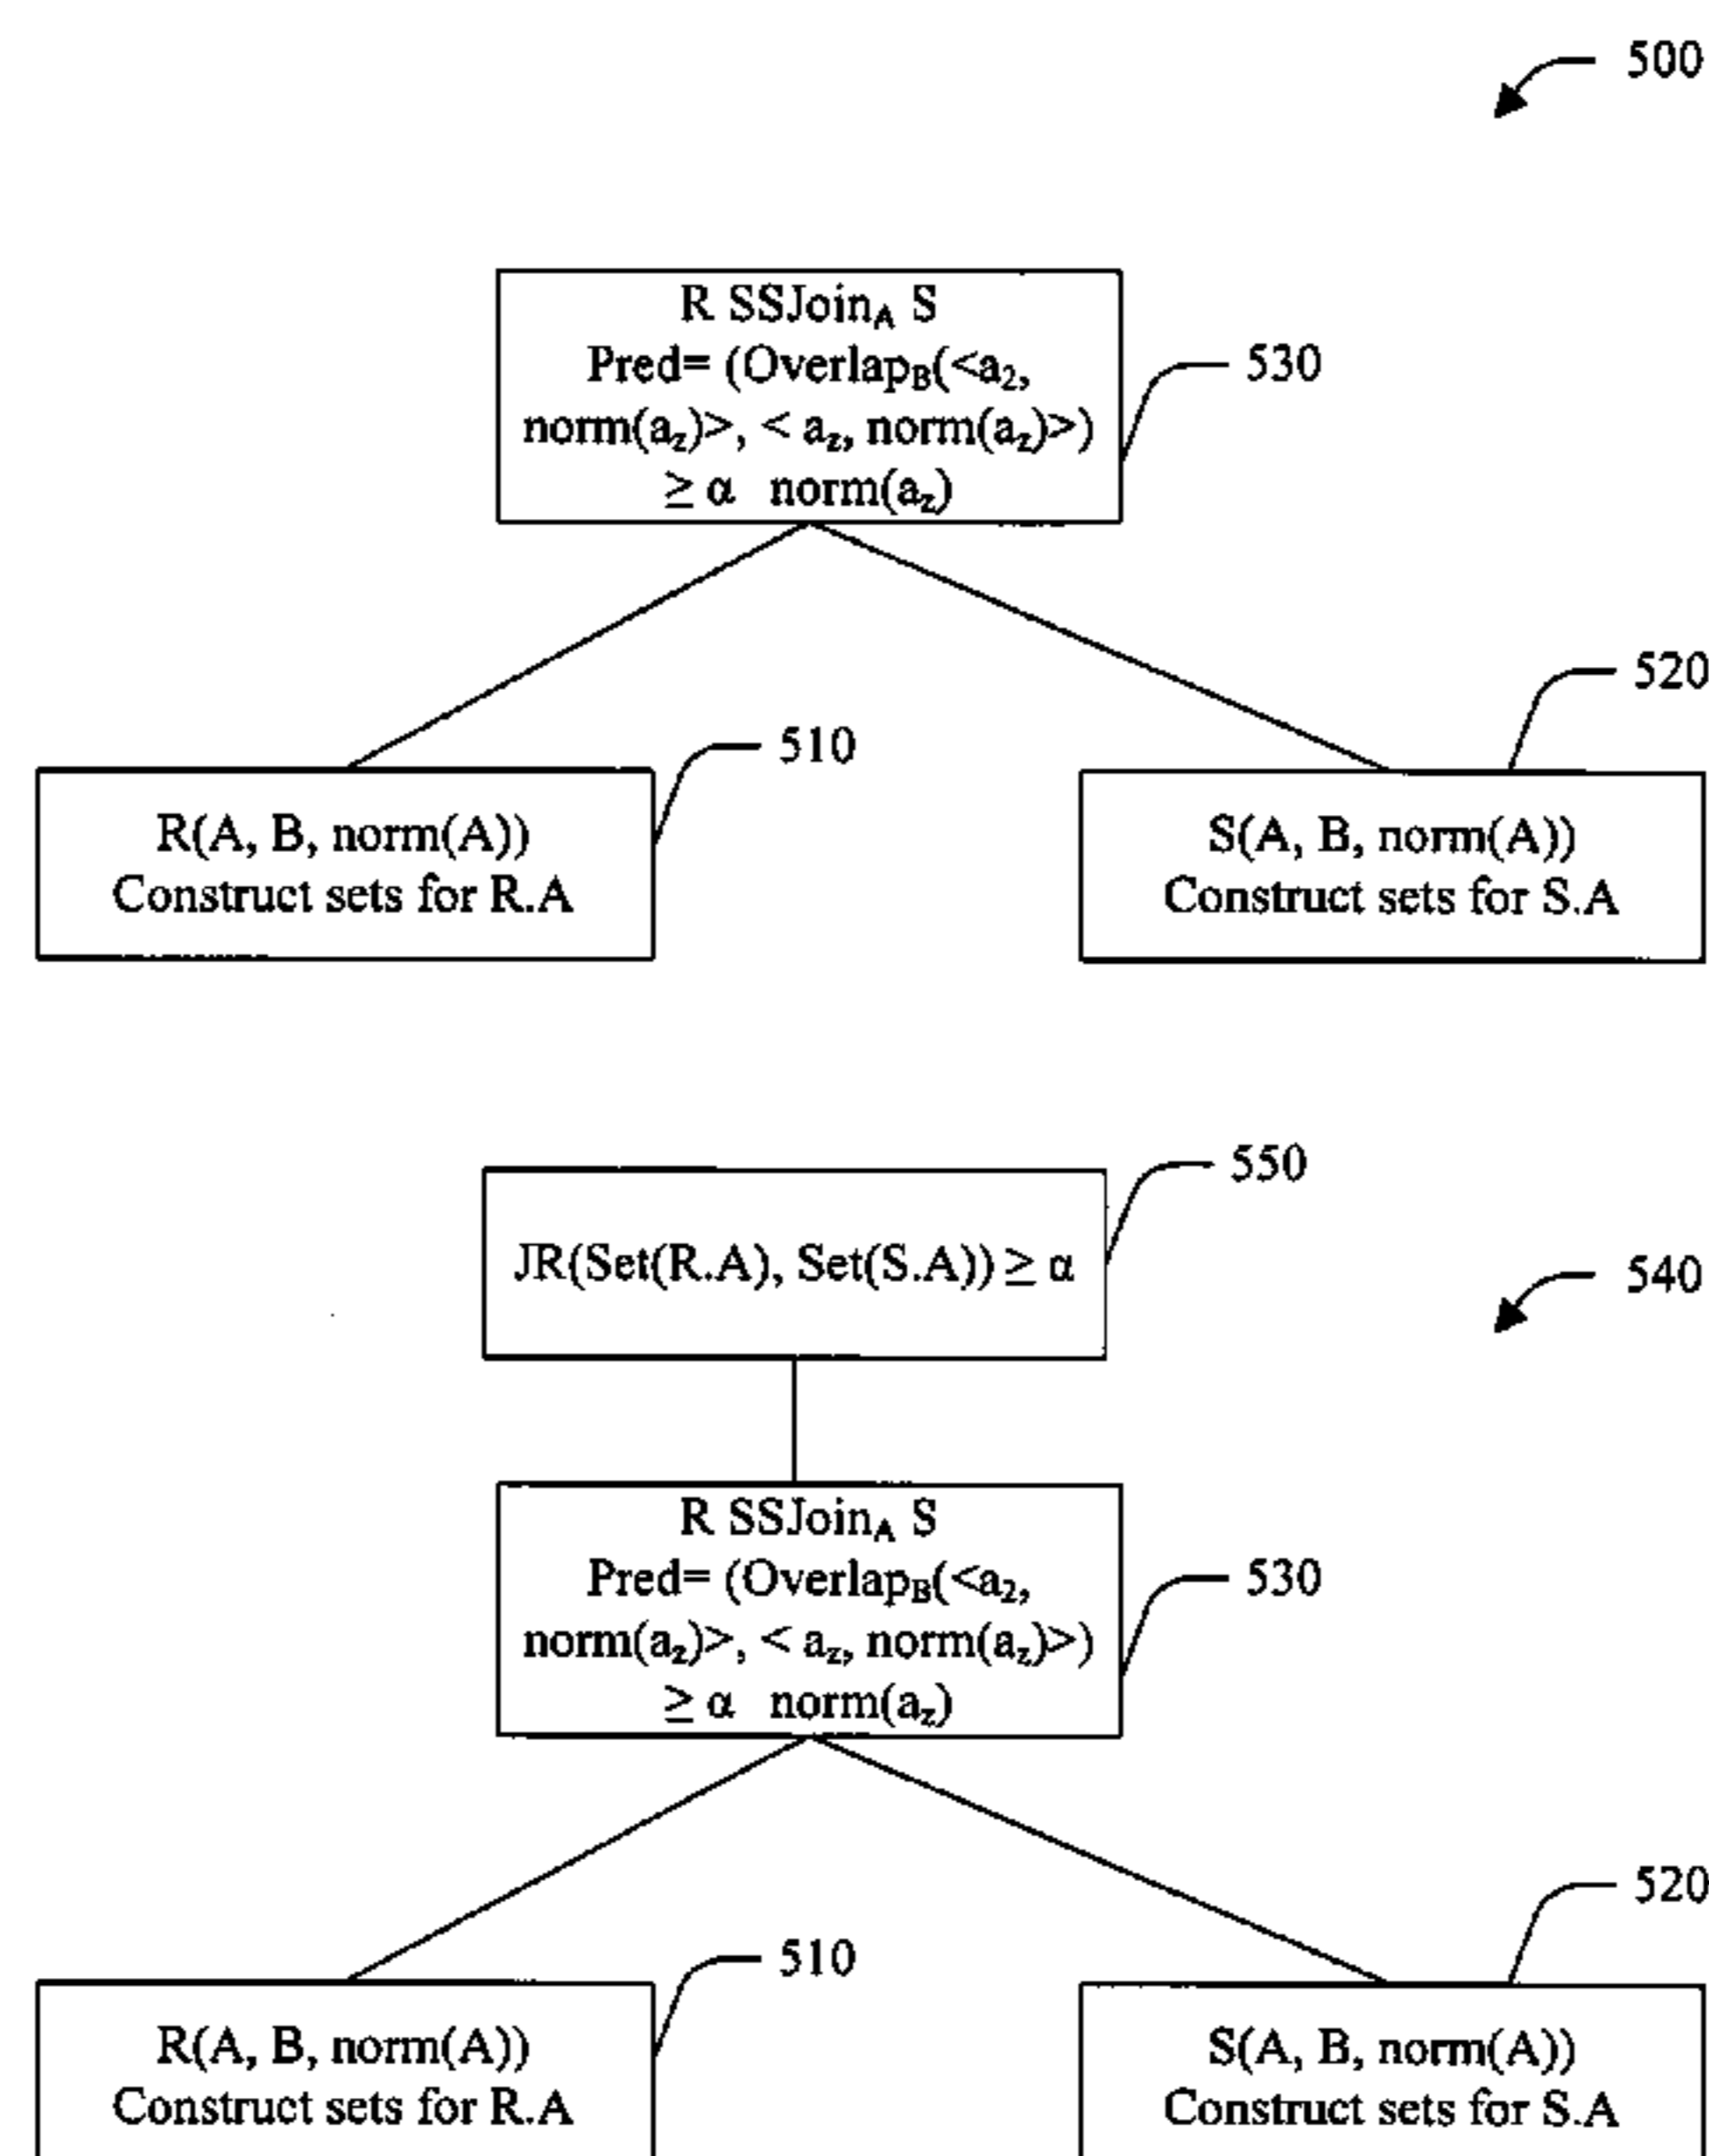 500
R SSJoin_A S
Pred= (Overlap_B(<a_2,
norm(a_z)>, < a_z, norm(a_z)>)
≥ α norm(a_z)
530
520
510
R(A, B, norm(A))
Construct sets for R.A
S(A, B, norm(A))
Construct sets for S.A
550
JR(Set(R.A), Set(S.A)) ≥ α
540
R SSJoin_A S
Pred= (Overlap_B(<a_2,
norm(a_z)>, < a_z, norm(a_z)>)
≥ α norm(a_z)
530
520
510
R(A, B, norm(A))
Construct sets for R.A
S(A, B, norm(A))
Construct sets for S.A